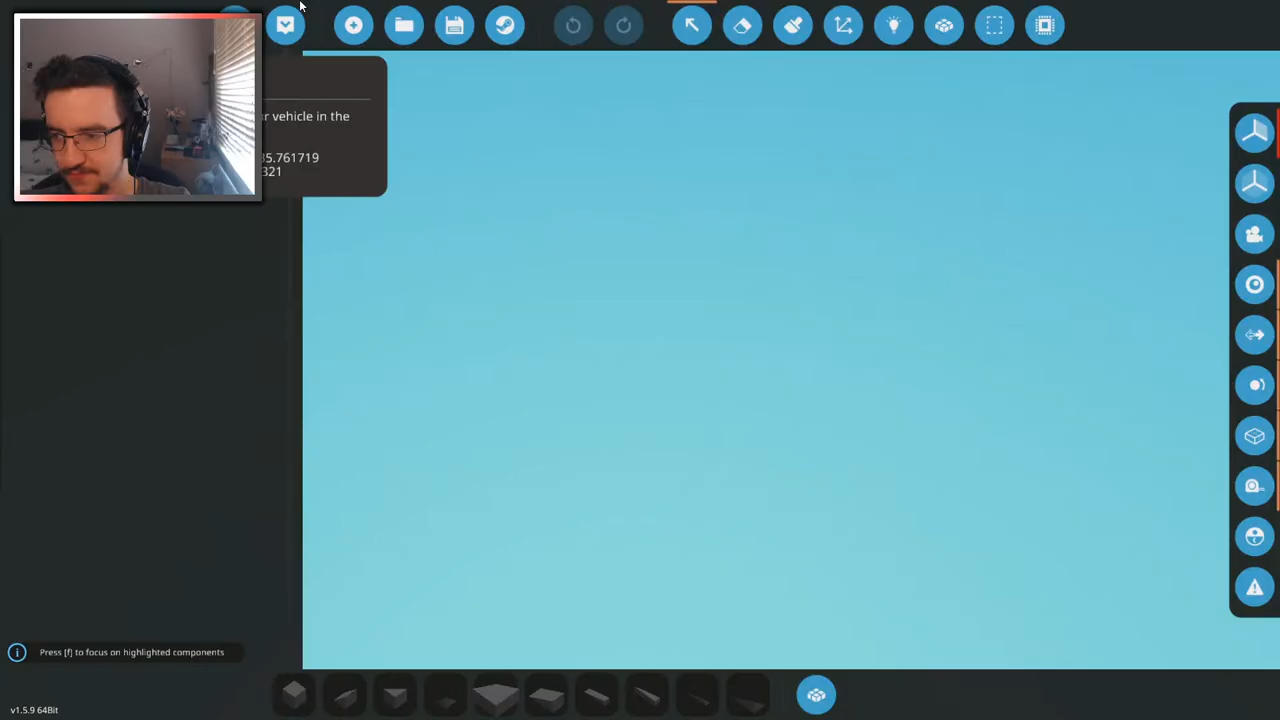 vehicle in the
35.761719
321
Press [f] to focus on highlighted components
v1.5.9 64Bit